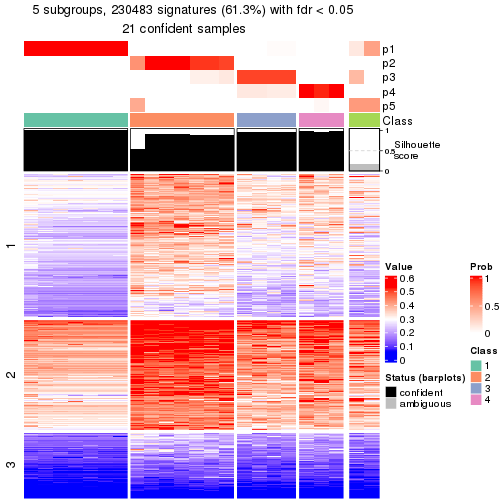 5 subgroups, 230483 signatures (61.3%) with fdr < 0.05
21 confident samples
p1
p2
p3
p4
p5
Class
1
0.5
0
Silhouette
score
1
2
3
Value
0.6
0.5
0.4
0.3
0.2
0.1
0
Status (barplots)
confident
ambiguous
Prob
1
0.5
0
Class
1
2
3
4